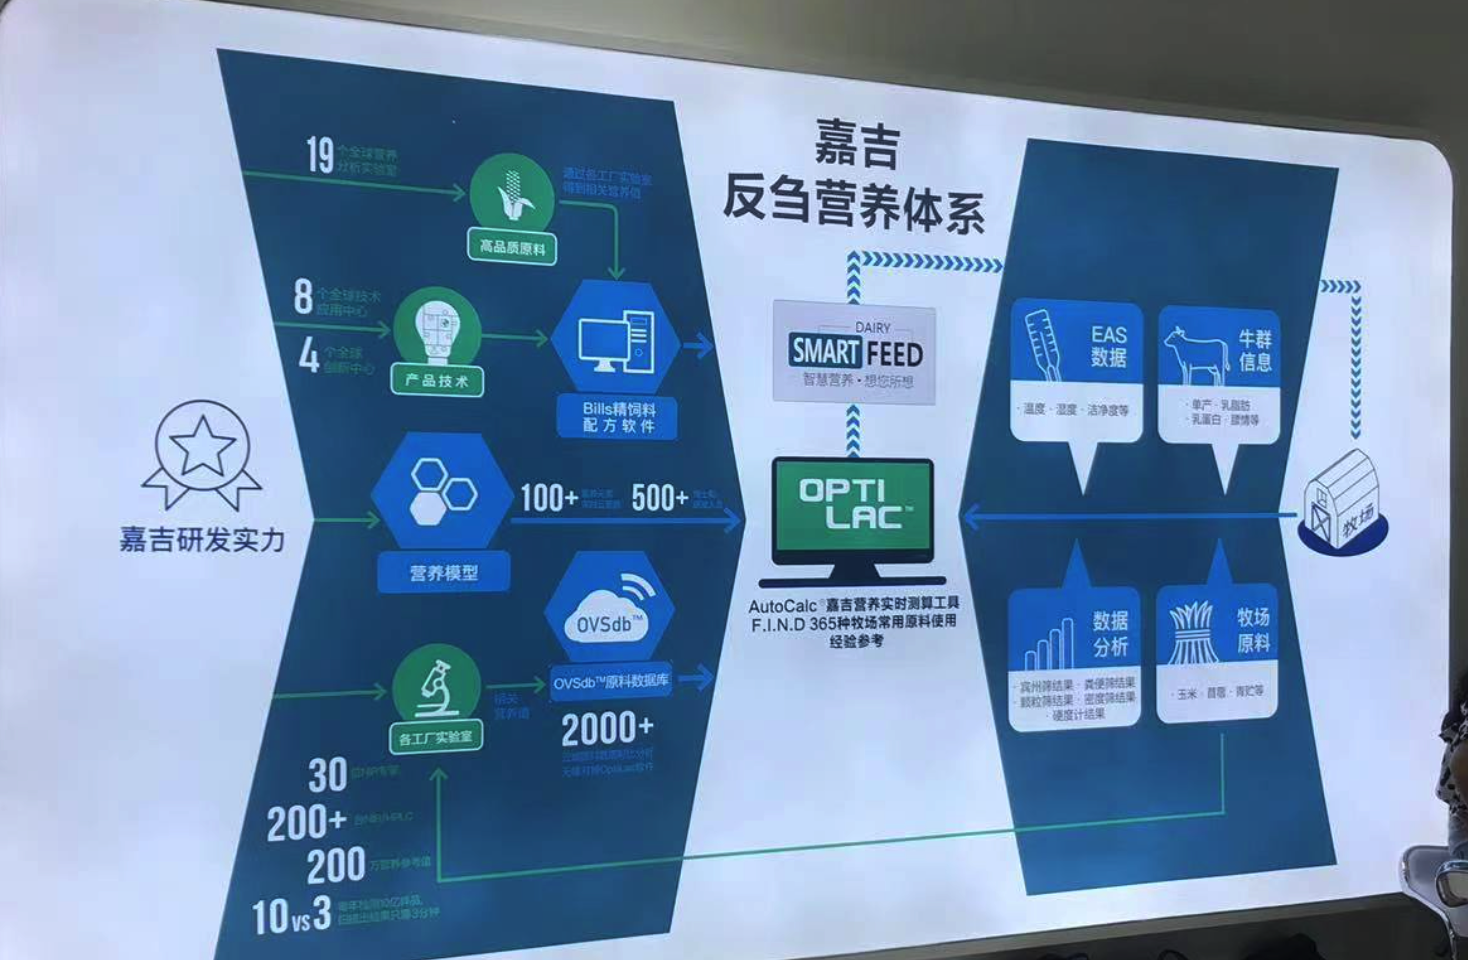 嘉吉
反刍营养体系
19 个全球营养
分析实验室
高品质原料
通过各工厂实验室
得到相关营养值
8 个全球技术
应用中心
4 个全球
创新中心
产品技术
Bills精饲料
配方软件
嘉吉研发实力
营养模型
100+
500+
OVSdb™
OVSdb™原料数据库
2000+
相关
营养值
各工厂实验室
30
200+ 台NIR/HPLC
200 万营养参考值
10 vs 3
DAIRY
SMART FEED
智慧营养·想您所想
OPTI
LAC™
AutoCalc®嘉吉营养实时测算工具
F.I.N.D 365种牧场常用原料使用
经验参考
EAS
数据
·温度·湿度·洁净度等
牛群
信息
·单产·乳脂肪
·乳蛋白·膘情等
牧场
数据
分析
·宾州筛结果·粪便筛结果
·颗粒筛结果·密度筛结果
·硬度计结果
牧场
原料
·玉米·苜蓿·青贮等